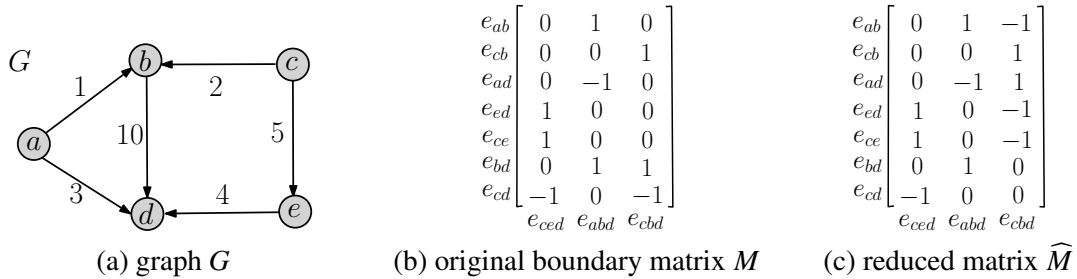 G
b
c
a
d
e
1
2
10
5
3
4
(a) graph G
e_ab 0 1 0
e_cb 0 0 1
e_ad 0 −1 0
e_ed 1 0 0
e_ce 1 0 0
e_bd 0 1 1
e_cd −1 0 −1
e_ced e_abd e_cbd
(b) original boundary matrix M
e_ab 0 1 −1
e_cb 0 0 1
e_ad 0 −1 1
e_ed 1 0 −1
e_ce 1 0 −1
e_bd 0 1 0
e_cd −1 0 0
e_ced e_abd e_cbd
(c) reduced matrix M̂